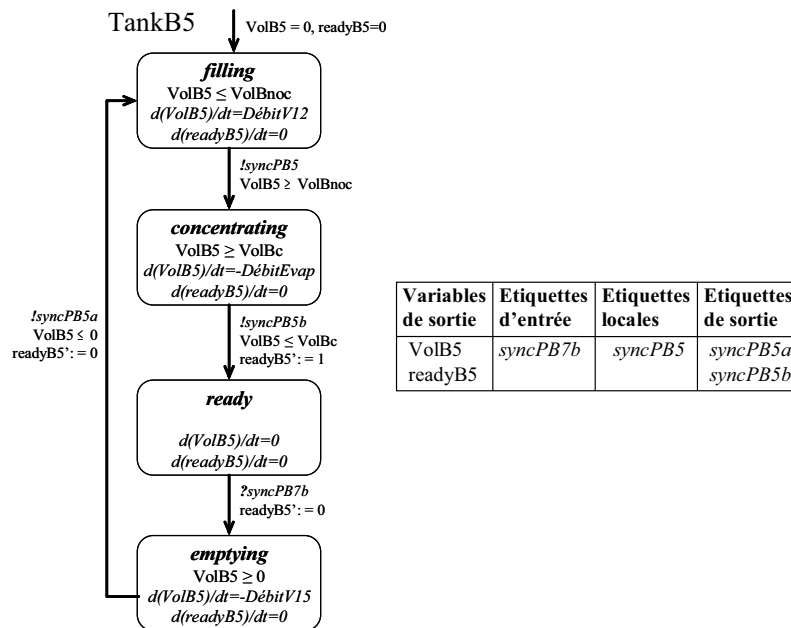 TankB5
VolB5 = 0, readyB5=0
filling
VolB5 ≤ VolBnoc
d(VolB5)/dt=DébitV12
d(readyB5)/dt=0
!syncPB5
VolB5 ≥ VolBnoc
concentrating
VolB5 ≥ VolBc
d(VolB5)/dt=-DébitEvap
d(readyB5)/dt=0
!syncPB5a
VolB5 ≤ 0
readyB5’: = 0
!syncPB5b
VolB5 ≤ VolBc
readyB5’: = 1
ready
d(VolB5)/dt=0
d(readyB5)/dt=0
?syncPB7b
readyB5’: = 0
emptying
VolB5 ≥ 0
d(VolB5)/dt=-DébitV15
d(readyB5)/dt=0
Variables Etiquettes Etiquettes Etiquettes
de sortie d’entrée locales de sortie
VolB5 syncPB7b syncPB5 syncPB5a
readyB5 syncPB5b